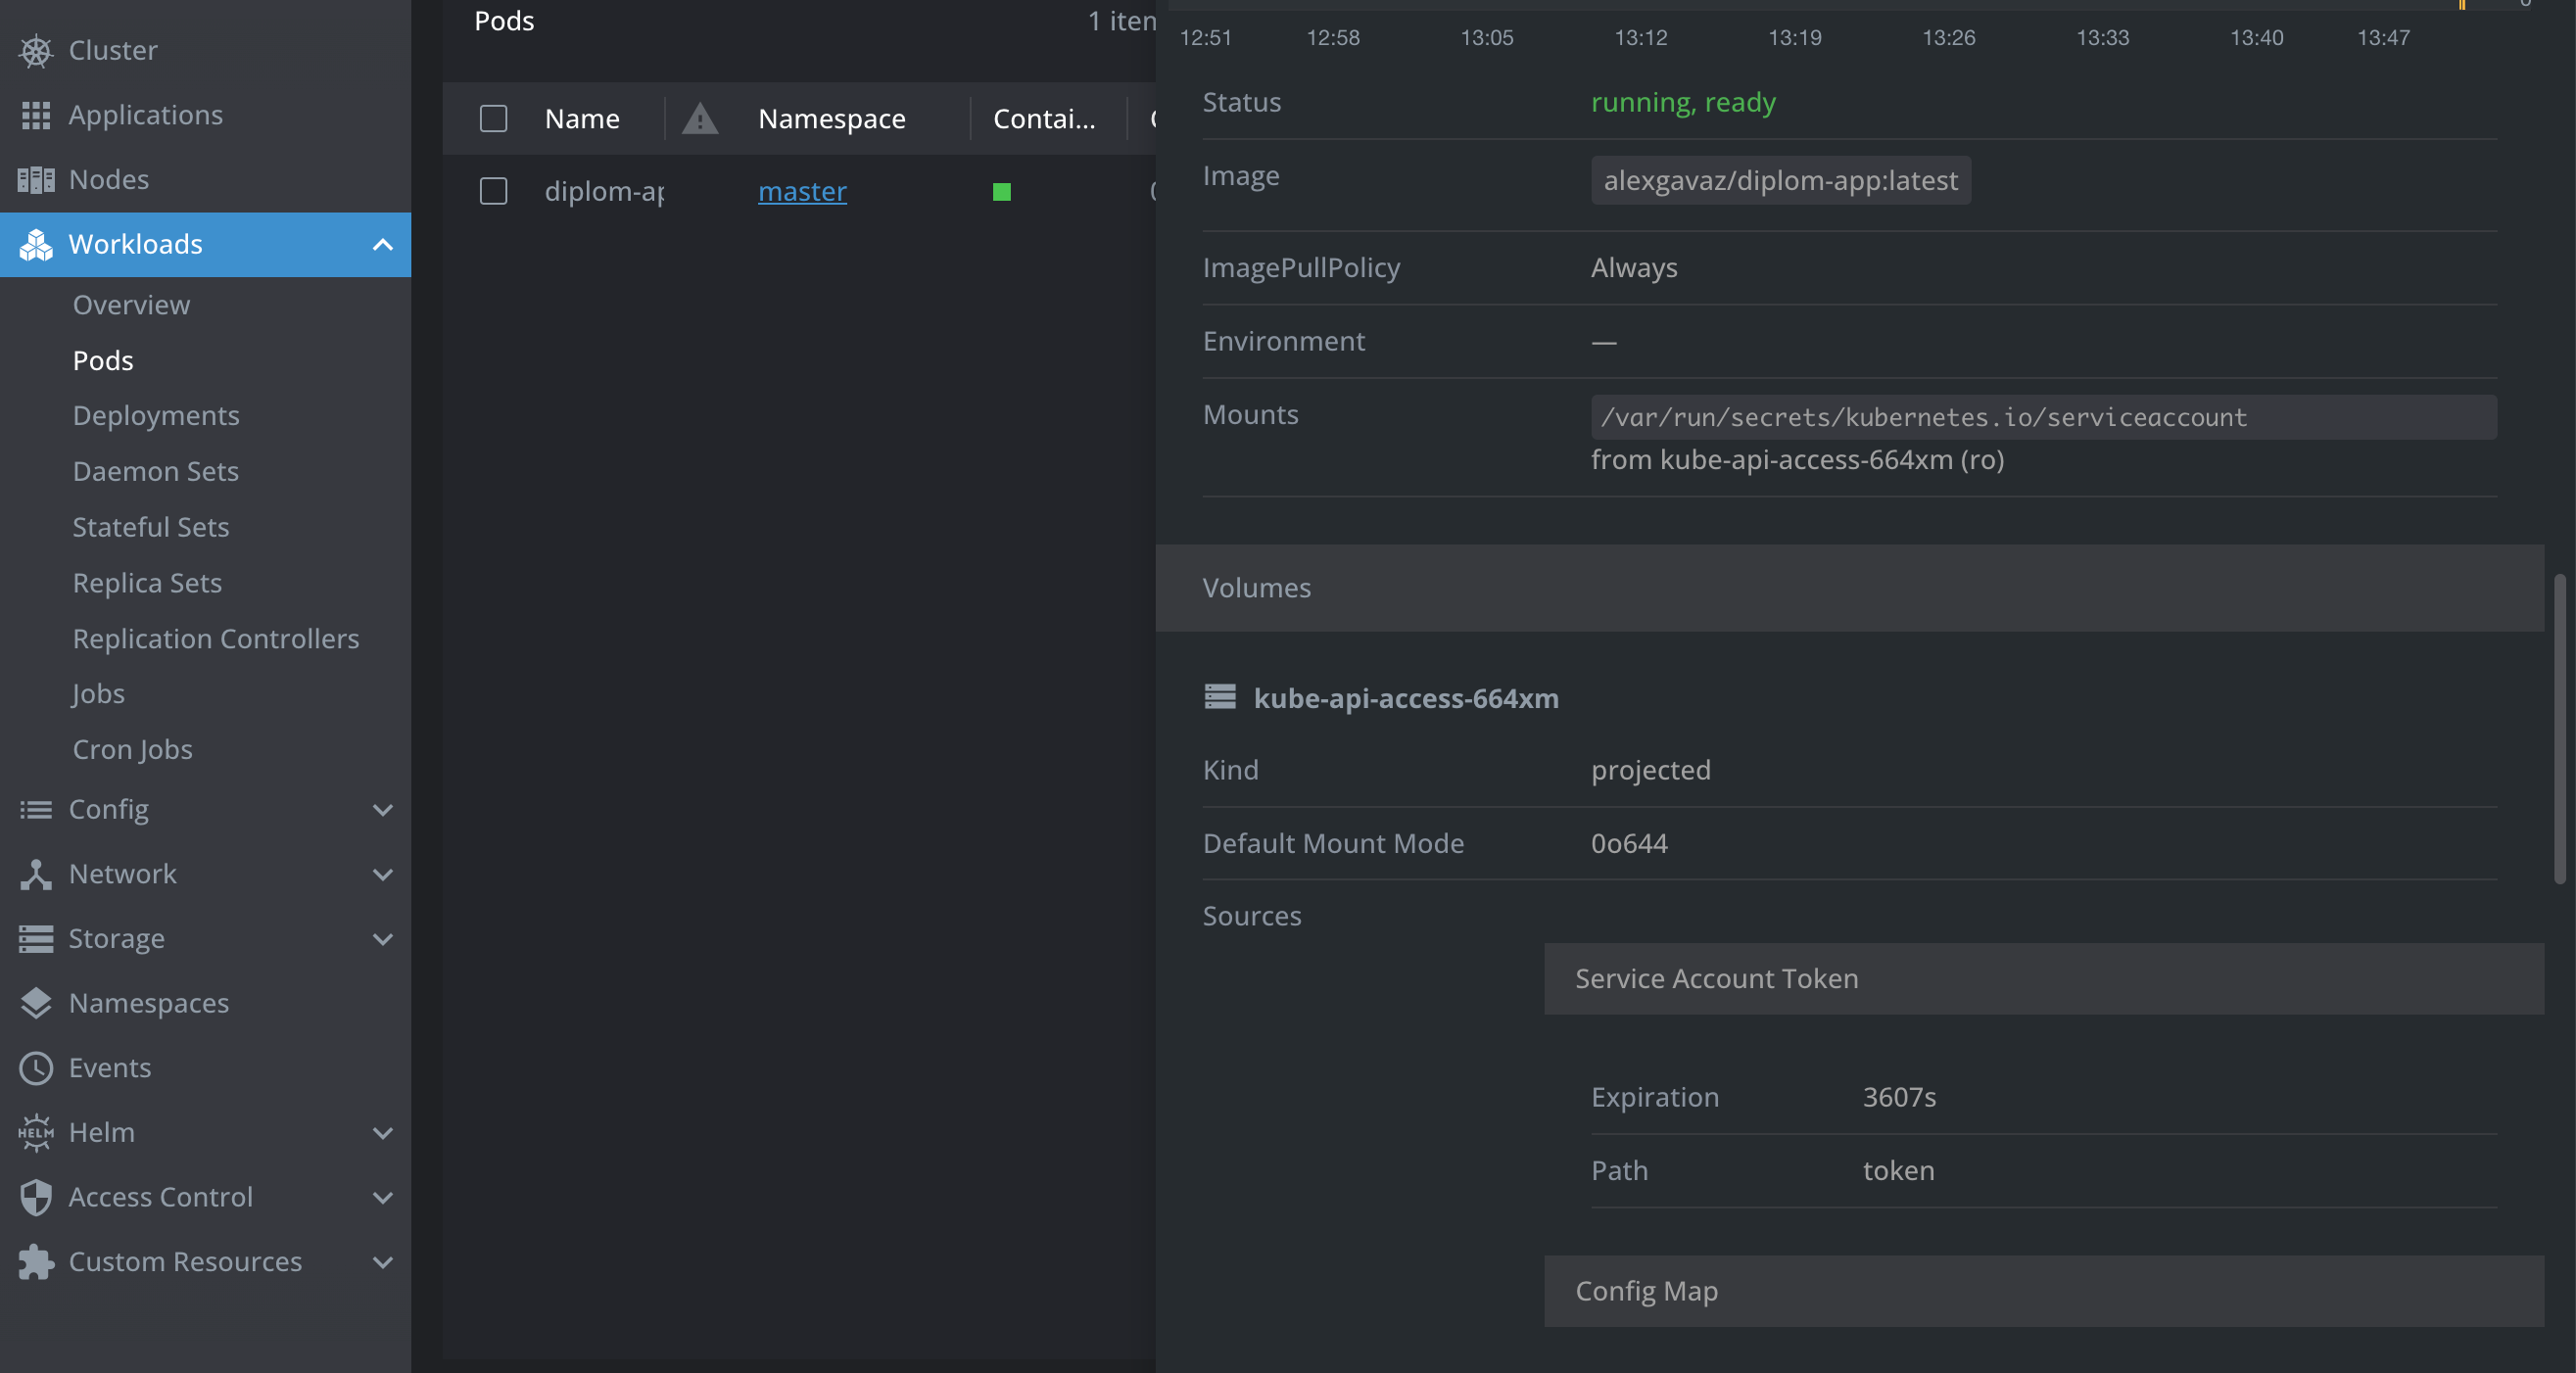 Cluster
Applications
Nodes
Workloads
Overview
Pods
Deployments
Daemon Sets
Stateful Sets
Replica Sets
Replication Controllers
Jobs
Cron Jobs
Config
Network
Storage
Namespaces
Events
HELM Helm
Access Control
Custom Resources
Pods 1 item
Name Namespace Contai...
diplom-ap master
0
12:51 12:58 13:05 13:12 13:19 13:26 13:33 13:40 13:47
Status running, ready
Image alexgavaz/diplom-app:latest
ImagePullPolicy Always
Environment —
Mounts /var/run/secrets/kubernetes.io/serviceaccount
from kube-api-access-664xm (ro)
Volumes
kube-api-access-664xm
Kind projected
Default Mount Mode 0o644
Sources
Service Account Token
Expiration 3607s
Path token
Config Map